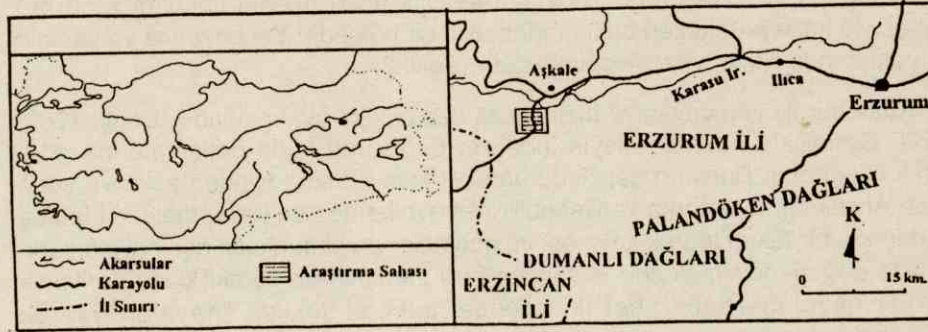 Akarsular
Karayolu
İl Sınırı
Araştırma Sahası
Aşkale
Karasu Ir.
Ilıca
Erzurum
ERZURUM İLİ
PALANDÖKEN DAĞLARI
DUMANLI DAĞLARI
ERZİNCAN
İLİ
K
0 15 km.